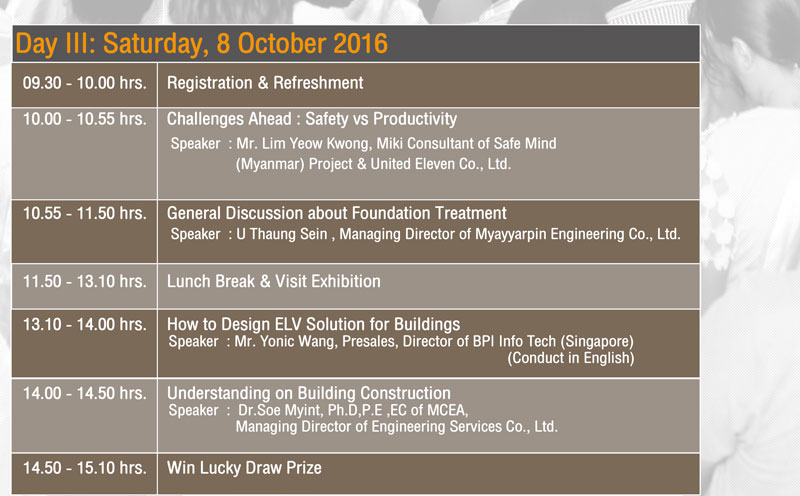 Day III: Saturday, 8 October 2016
09.30 - 10.00 hrs. Registration & Refreshment
10.00 - 10.55 hrs. Challenges Ahead : Safety vs Productivity
Speaker : Mr. Lim Yeow Kwong, Miki Consultant of Safe Mind
(Myanmar) Project & United Eleven Co., Ltd.
10.55 - 11.50 hrs. General Discussion about Foundation Treatment
Speaker : U Thaung Sein , Managing Director of Myayyarpin Engineering Co., Ltd.
11.50 - 13.10 hrs. Lunch Break & Visit Exhibition
13.10 - 14.00 hrs. How to Design ELV Solution for Buildings
Speaker : Mr. Yonic Wang, Presales, Director of BPI Info Tech (Singapore)
(Conduct in English)
14.00 - 14.50 hrs. Understanding on Building Construction
Speaker : Dr.Soe Myint, Ph.D,P.E ,EC of MCEA,
Managing Director of Engineering Services Co., Ltd.
14.50 - 15.10 hrs. Win Lucky Draw Prize